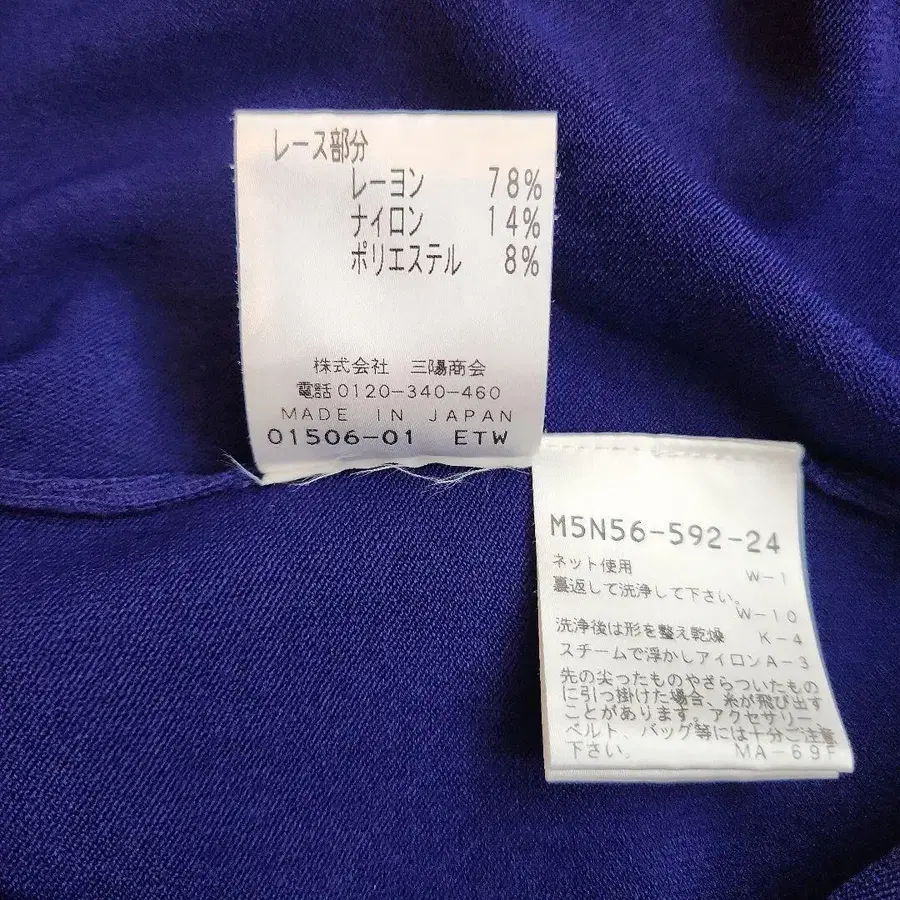 レース部分
レーヨン 78%
ナイロン 14%
ポリエステル 8%
株式会社 三陽商会
電話0120-340-460
MADE IN JAPAN
01506-01 ETW
M5N56-592-24
ネット使用 W-1
裏返して洗浄して下さい。
W-10
洗浄後は形を整え乾燥 K-4
スチームで浮かしアイロンA-3
先の尖ったものやざらついたもの
に引っ掛けた場合、糸が飛び出す
ことがあります。アクセサリー、
ベルト、バッグ等には十分ご注意
下さい。 MA-69F